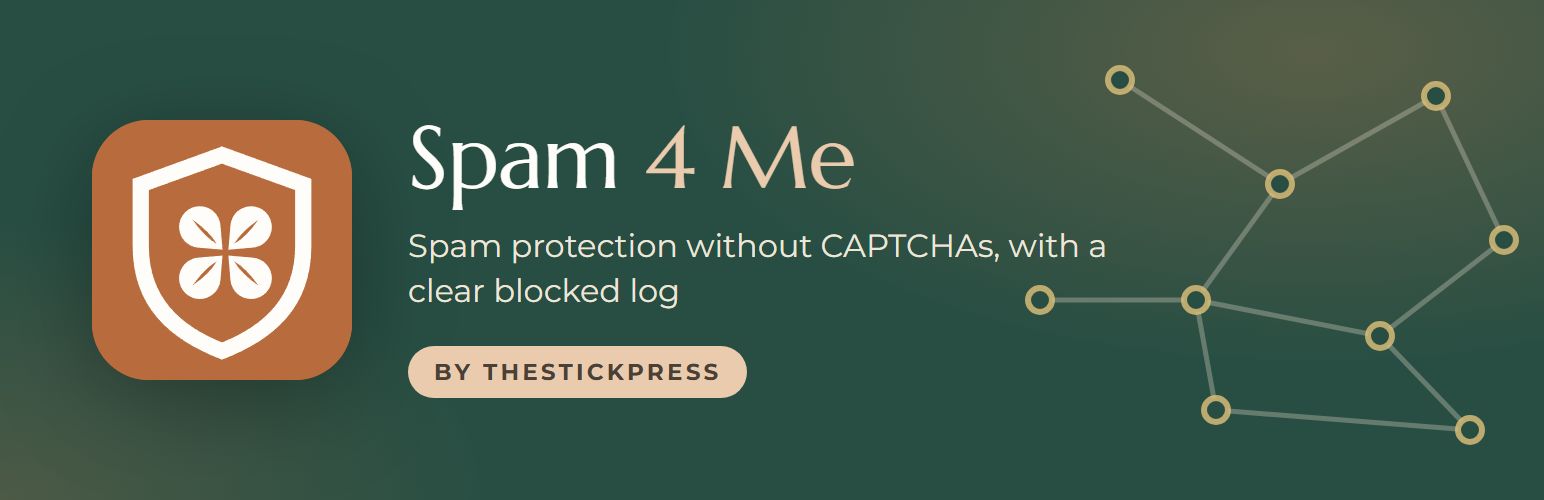 Spam 4 Me
Spam protection without CAPTCHAs, with a
clear blocked log
BY THESTICKPRESS